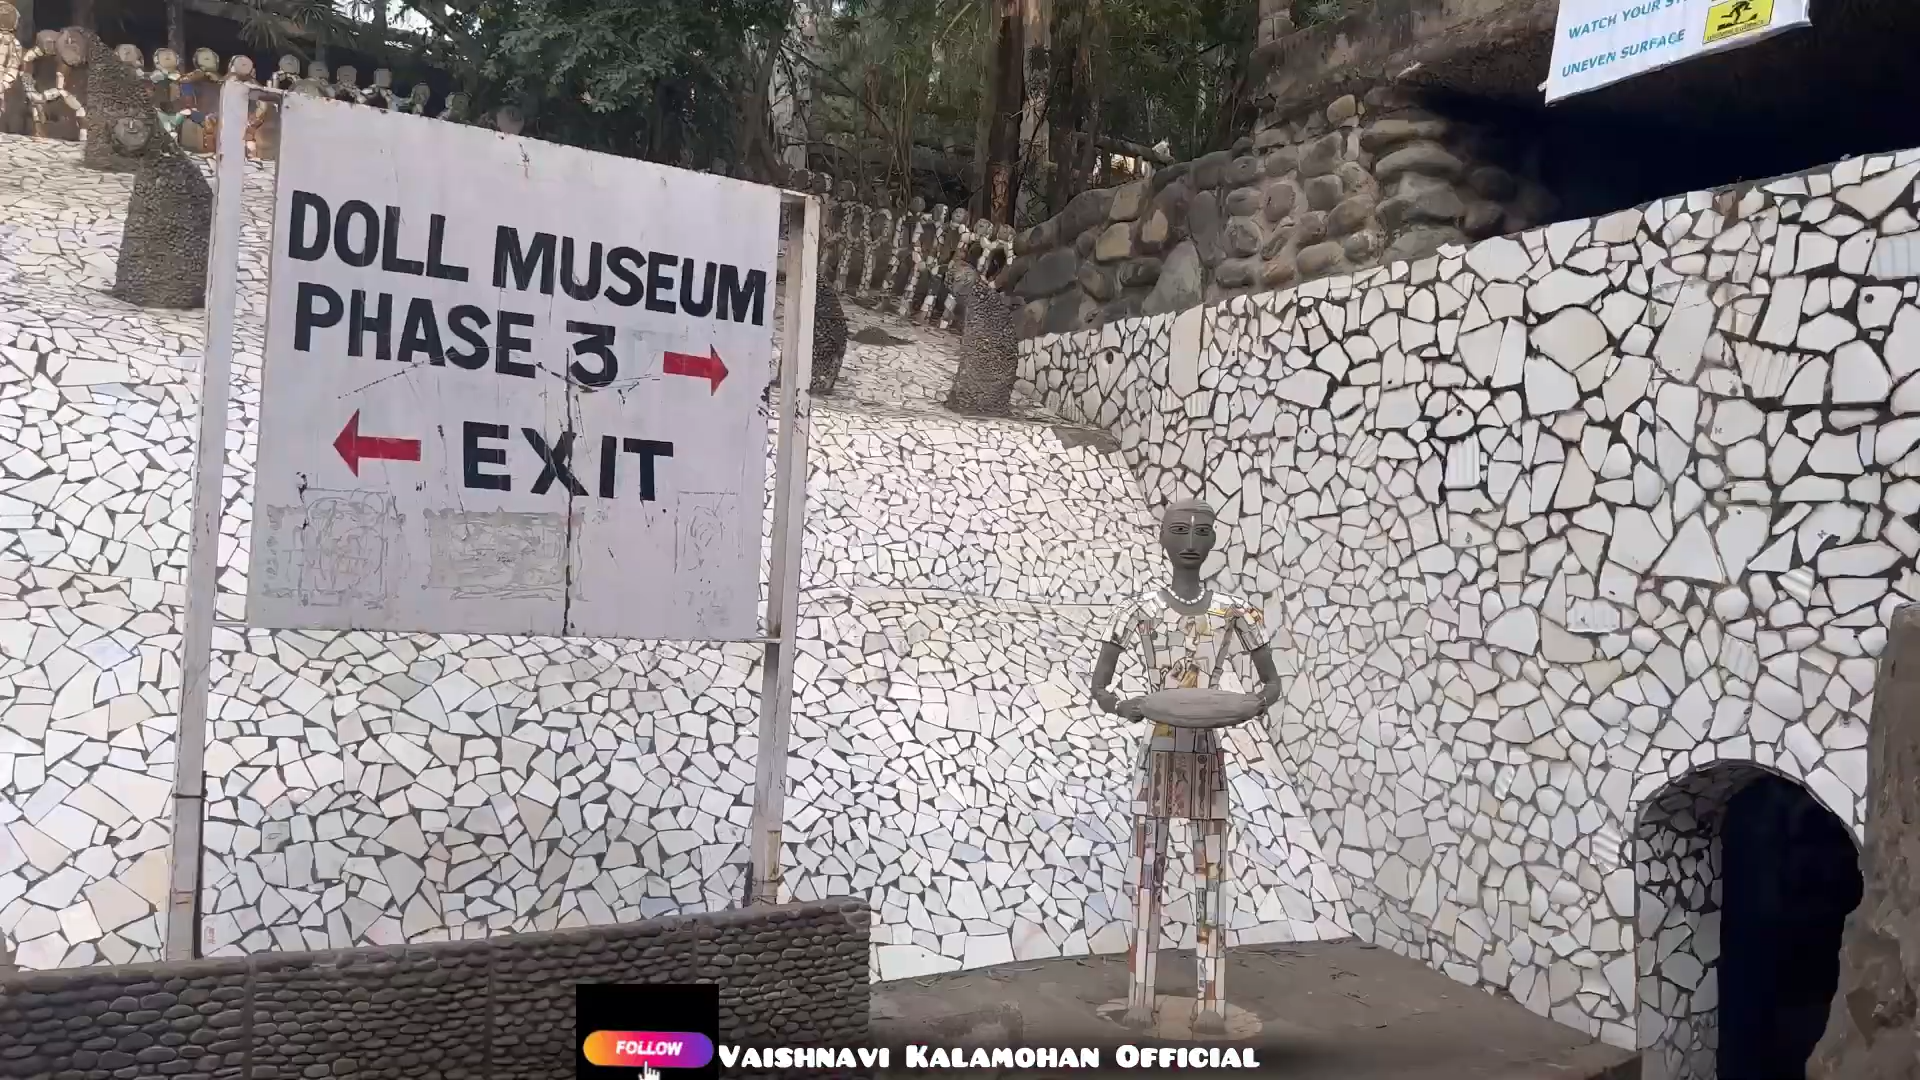 WATCH YOUR
UNEVEN SURFACE
DOLL MUSEUM
PHASE 3
EXIT
FOLLOW
VAISHNAVI KALAMOHAN OFFICIAL